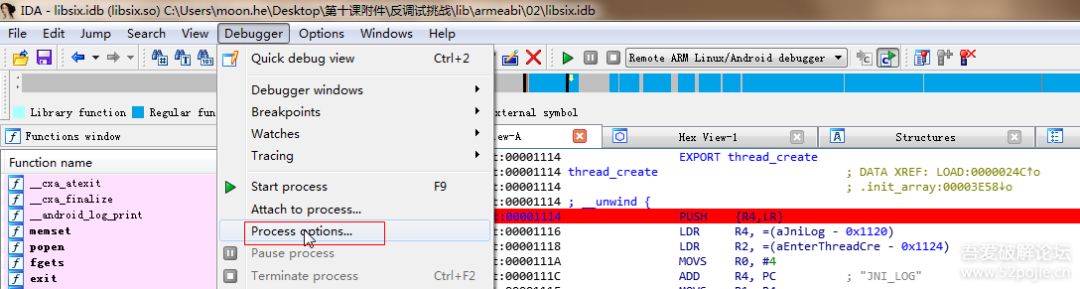 IDA - libsix.idb (libsix.so) C:\Users\moon.he\Desktop\第十课附件\反调试挑战\lib\armeabi\02\libsix.idb
File Edit Jump Search View Debugger Options Windows Help
Quick debug view Ctrl+2
Remote ARM Linux/Android debugger
Debugger windows
Breakpoints
Watches
Tracing
Start process F9
Attach to process...
Process options...
Pause process
Terminate process Ctrl+F2
Library function Regular fun
xternal symbol
Functions window
ew-A Hex View-1 Structures
Function name
__cxa_atexit
__cxa_finalize
__android_log_print
memset
popen
fgets
exit
t:00001114 EXPORT thread_create
t:00001114 thread_create ; DATA XREF: LOAD:0000024C↑o
t:00001114 ; .init_array:00003E58↓o
t:00001114 ; __unwind {
t:00001114 PUSH {R4,LR}
t:00001116 LDR R4, =(aJniLog - 0x1120)
t:00001118 LDR R2, =(aEnterThreadCre - 0x1124)
t:0000111A MOVS R0, #4
t:0000111C ADD R4, PC ; "JNI_LOG"
吾爱破解论坛
www.52pojie.cn